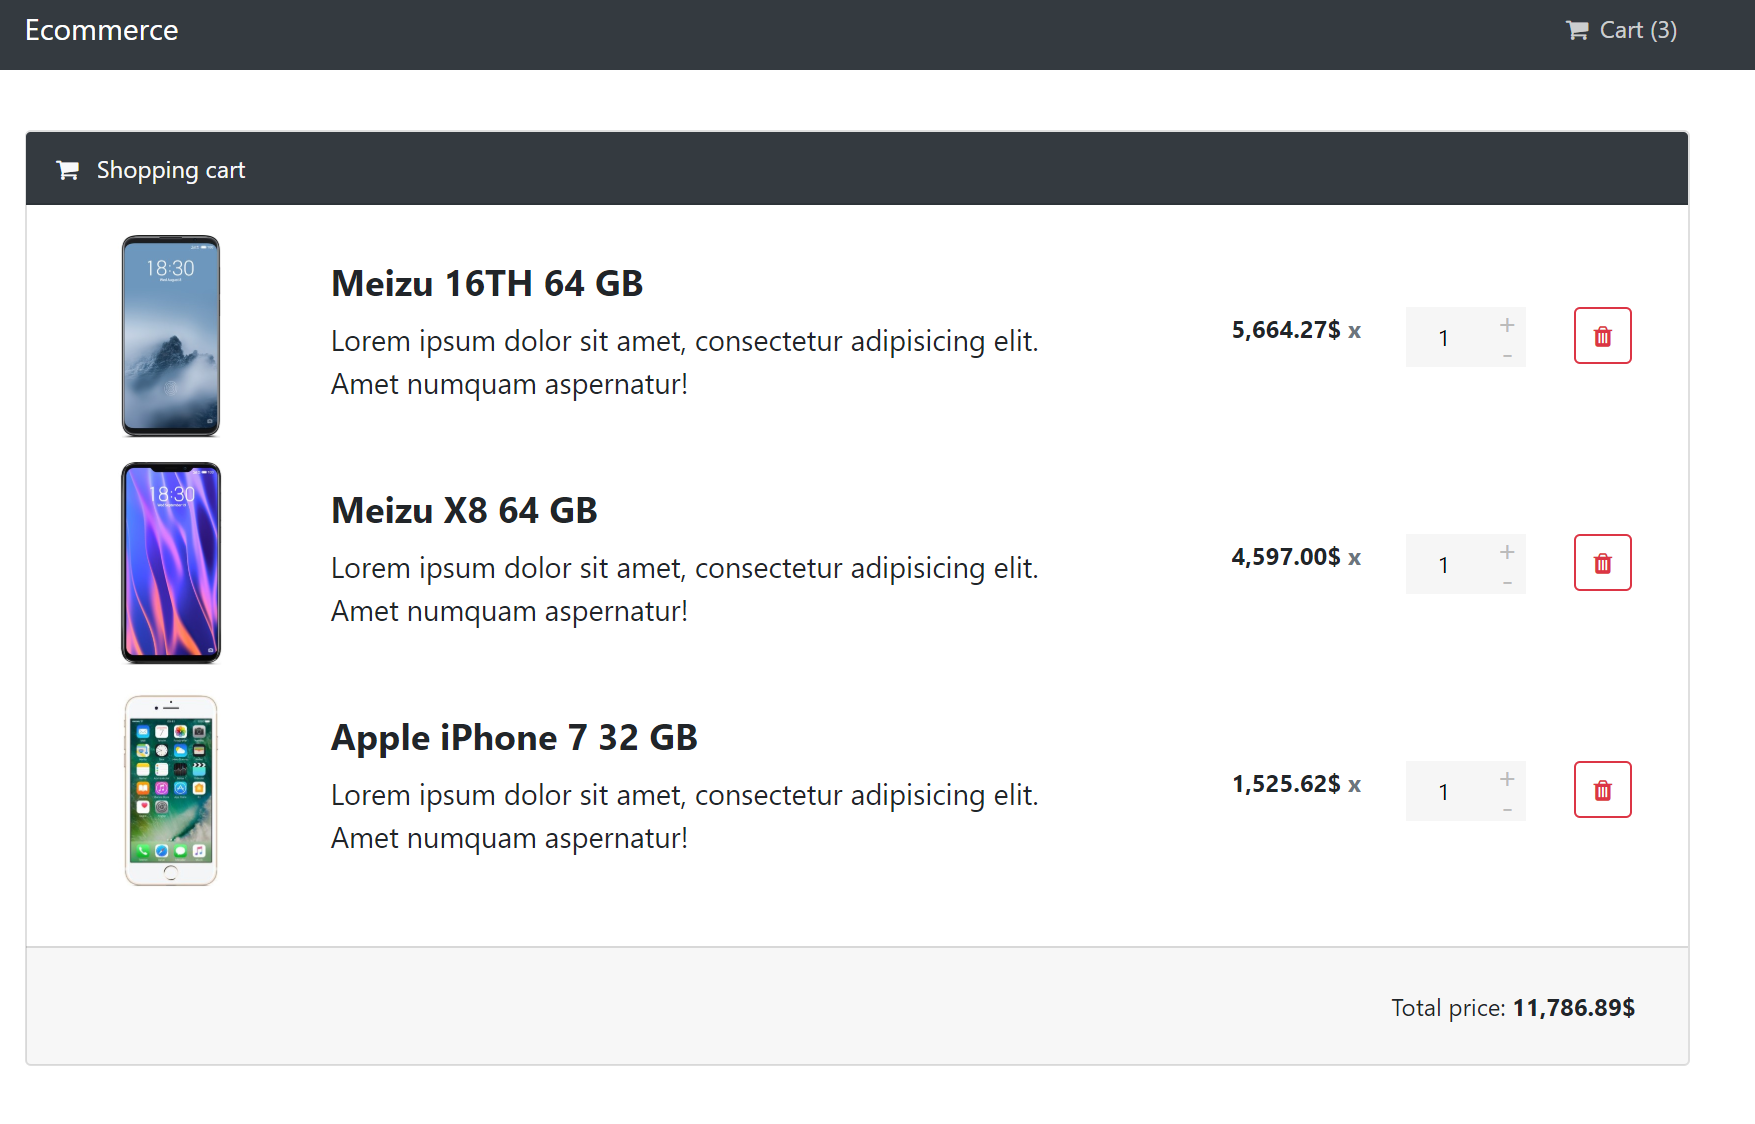 Ecommerce
Cart (3)
Shopping cart
18:30
Meizu 16TH 64 GB
Lorem ipsum dolor sit amet, consectetur adipisicing elit.
Amet numquam aspernatur!
5,664.27$ x
1
+
-
18:30
Meizu X8 64 GB
Lorem ipsum dolor sit amet, consectetur adipisicing elit.
Amet numquam aspernatur!
4,597.00$ x
1
+
-
Apple iPhone 7 32 GB
Lorem ipsum dolor sit amet, consectetur adipisicing elit.
Amet numquam aspernatur!
1,525.62$ x
1
+
-
Total price: 11,786.89$